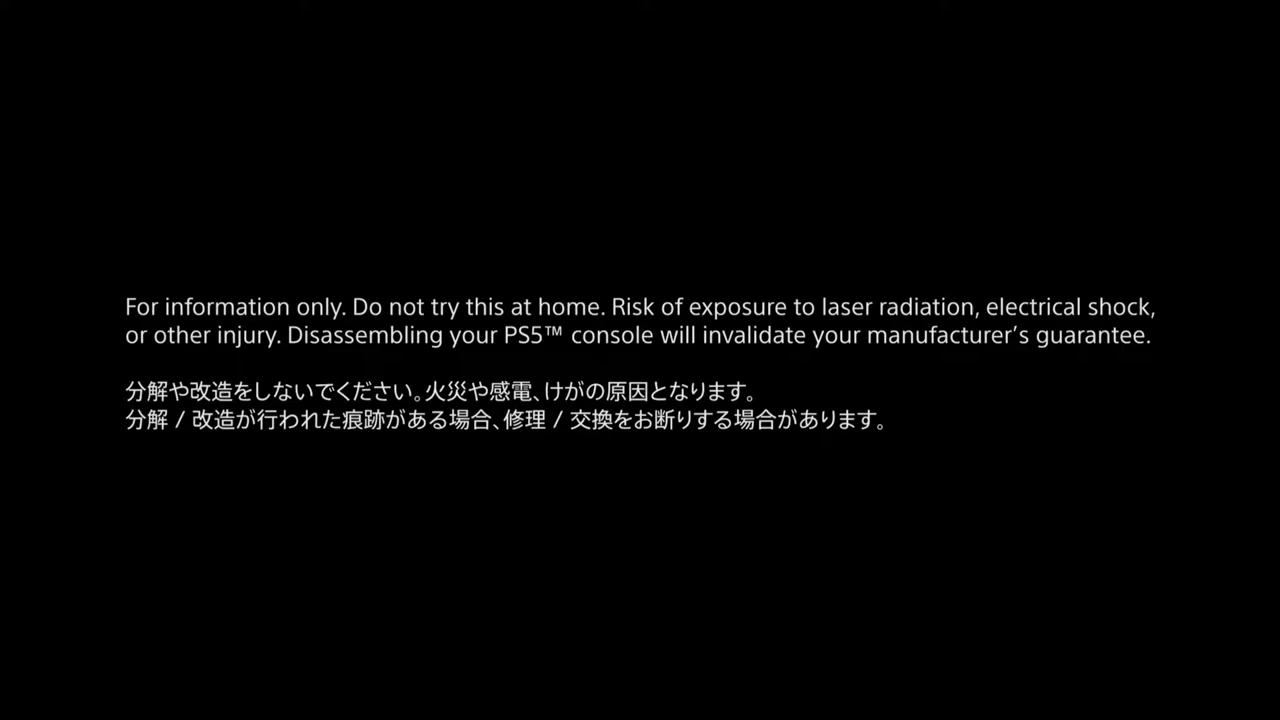 For information only. Do not try this at home. Risk of exposure to laser radiation, electrical shock,
or other injury. Disassembling your PS5™ console will invalidate your manufacturer’s guarantee.
分解や改造をしないでください。火災や感電、けがの原因となります。
分解 / 改造が行われた痕跡がある場合、修理 / 交換をお断りする場合があります。